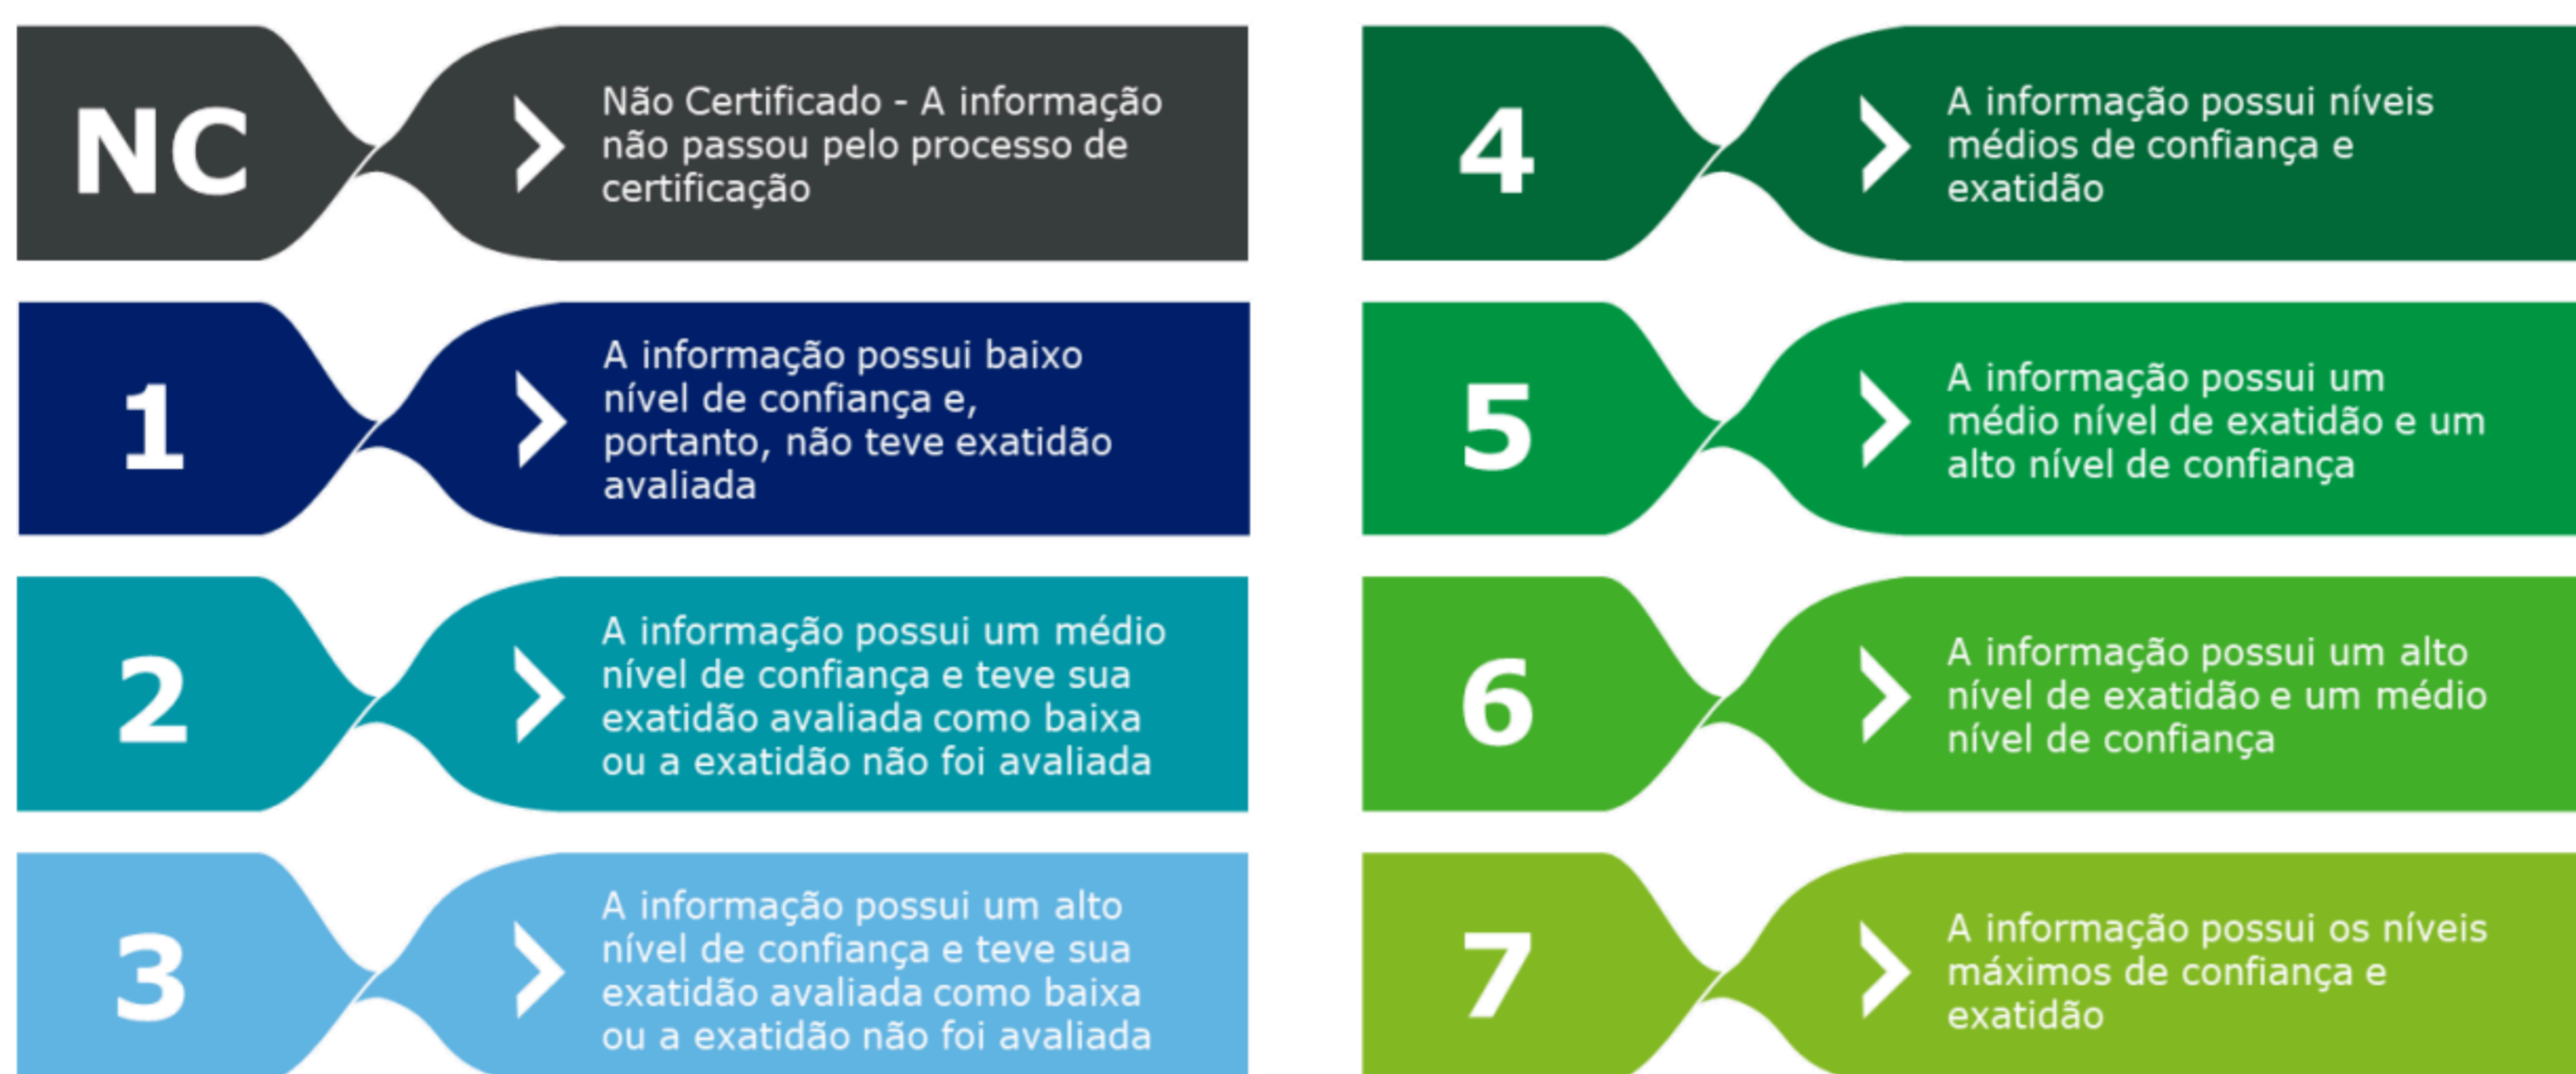 NC
Não Certificado - A informação
não passou pelo processo de
certificação
1
A informação possui baixo
nível de confiança e,
portanto, não teve exatidão
avaliada
2
A informação possui um médio
nível de confiança e teve sua
exatidão avaliada como baixa
ou a exatidão não foi avaliada
3
A informação possui um alto
nível de confiança e teve sua
exatidão avaliada como baixa
ou a exatidão não foi avaliada
4
A informação possui níveis
médios de confiança e
exatidão
5
A informação possui um
médio nível de exatidão e um
alto nível de confiança
6
A informação possui um alto
nível de exatidão e um médio
nível de confiança
7
A informação possui os níveis
máximos de confiança e
exatidão